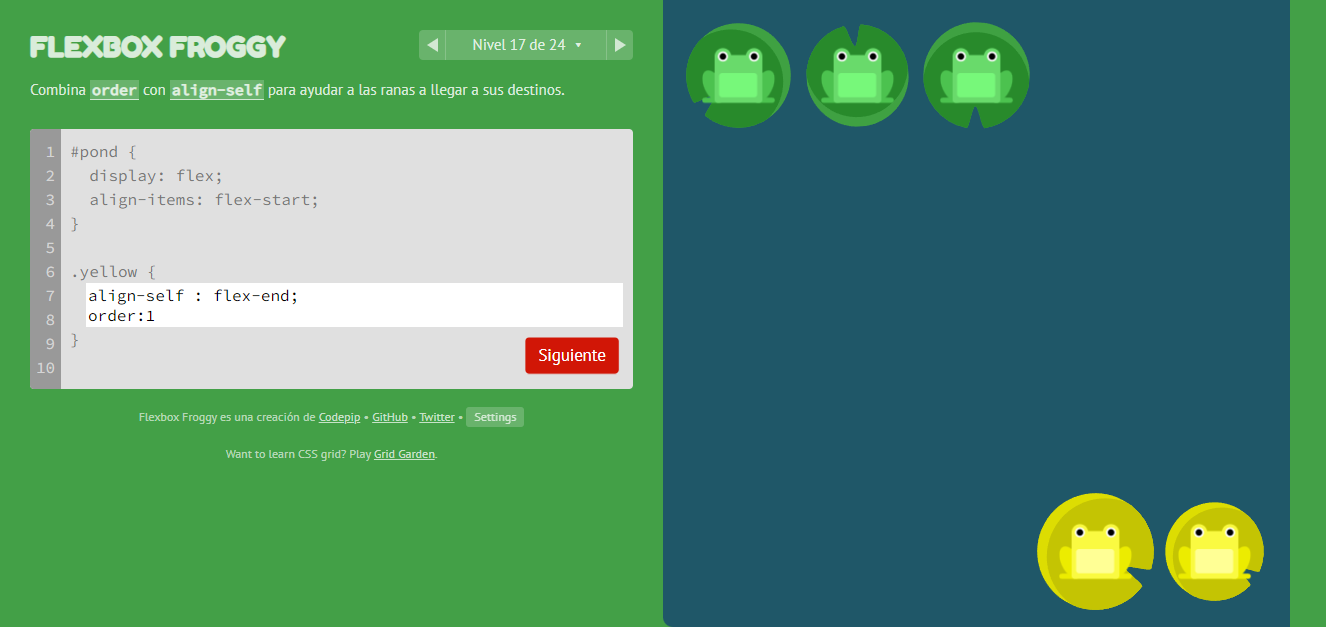 FLEXBOX FROGGY
Nivel 17 de 24
Combina order con align-self para ayudar a las ranas a llegar a sus destinos.
1 #pond {
2 display: flex;
3 align-items: flex-start;
4 }
5
6 .yellow {
7 align-self : flex-end;
8 order:1
9 }
10
Siguiente
Flexbox Froggy es una creación de Codepip • GitHub • Twitter • Settings
Want to learn CSS grid? Play Grid Garden.